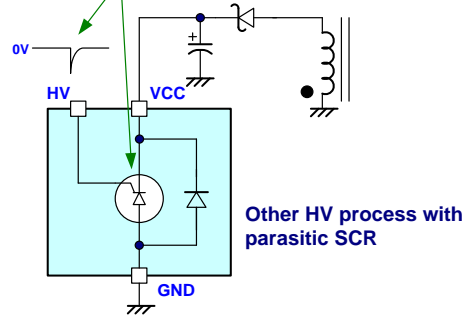 +
0V
HV
VCC
Other HV process with
parasitic SCR
GND